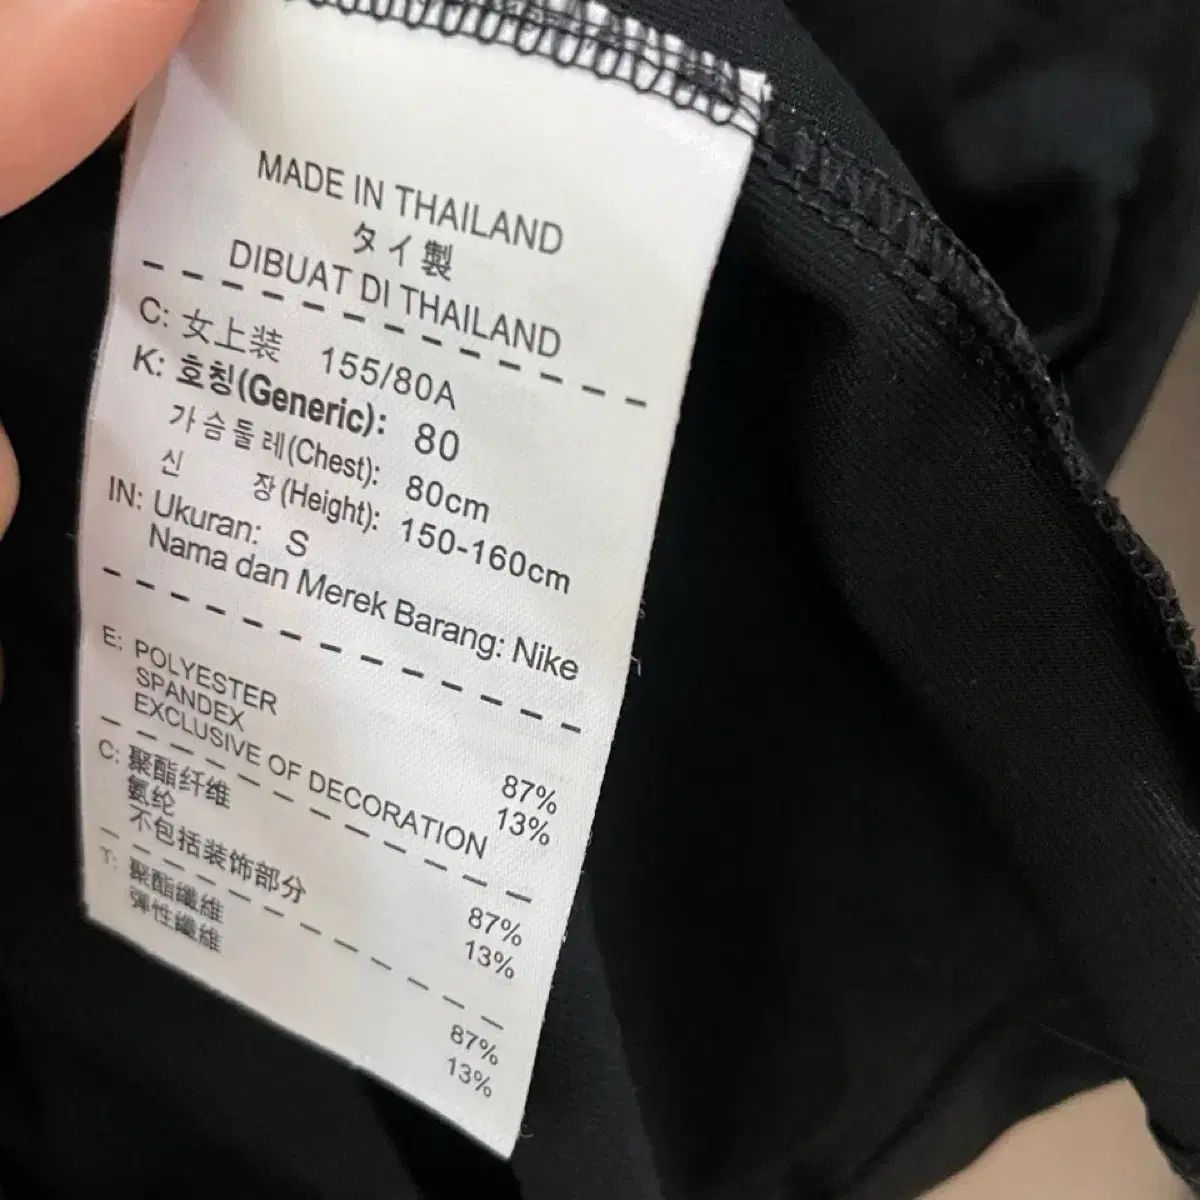 MADE IN THAILAND
タイ製
DIBUAT DI THAILAND
C: 女上装 155/80A
K: 호칭(Generic): 80
가슴둘레(Chest): 80cm
신 장(Height): 150-160cm
IN: Ukuran: S
Nama dan Merek Barang: Nike
E: POLYESTER 87%
SPANDEX 13%
EXCLUSIVE OF DECORATION
C: 聚酯纤维 87%
氨纶 13%
不包括装饰部分
T: 聚酯纖維 87%
彈性纖維 13%